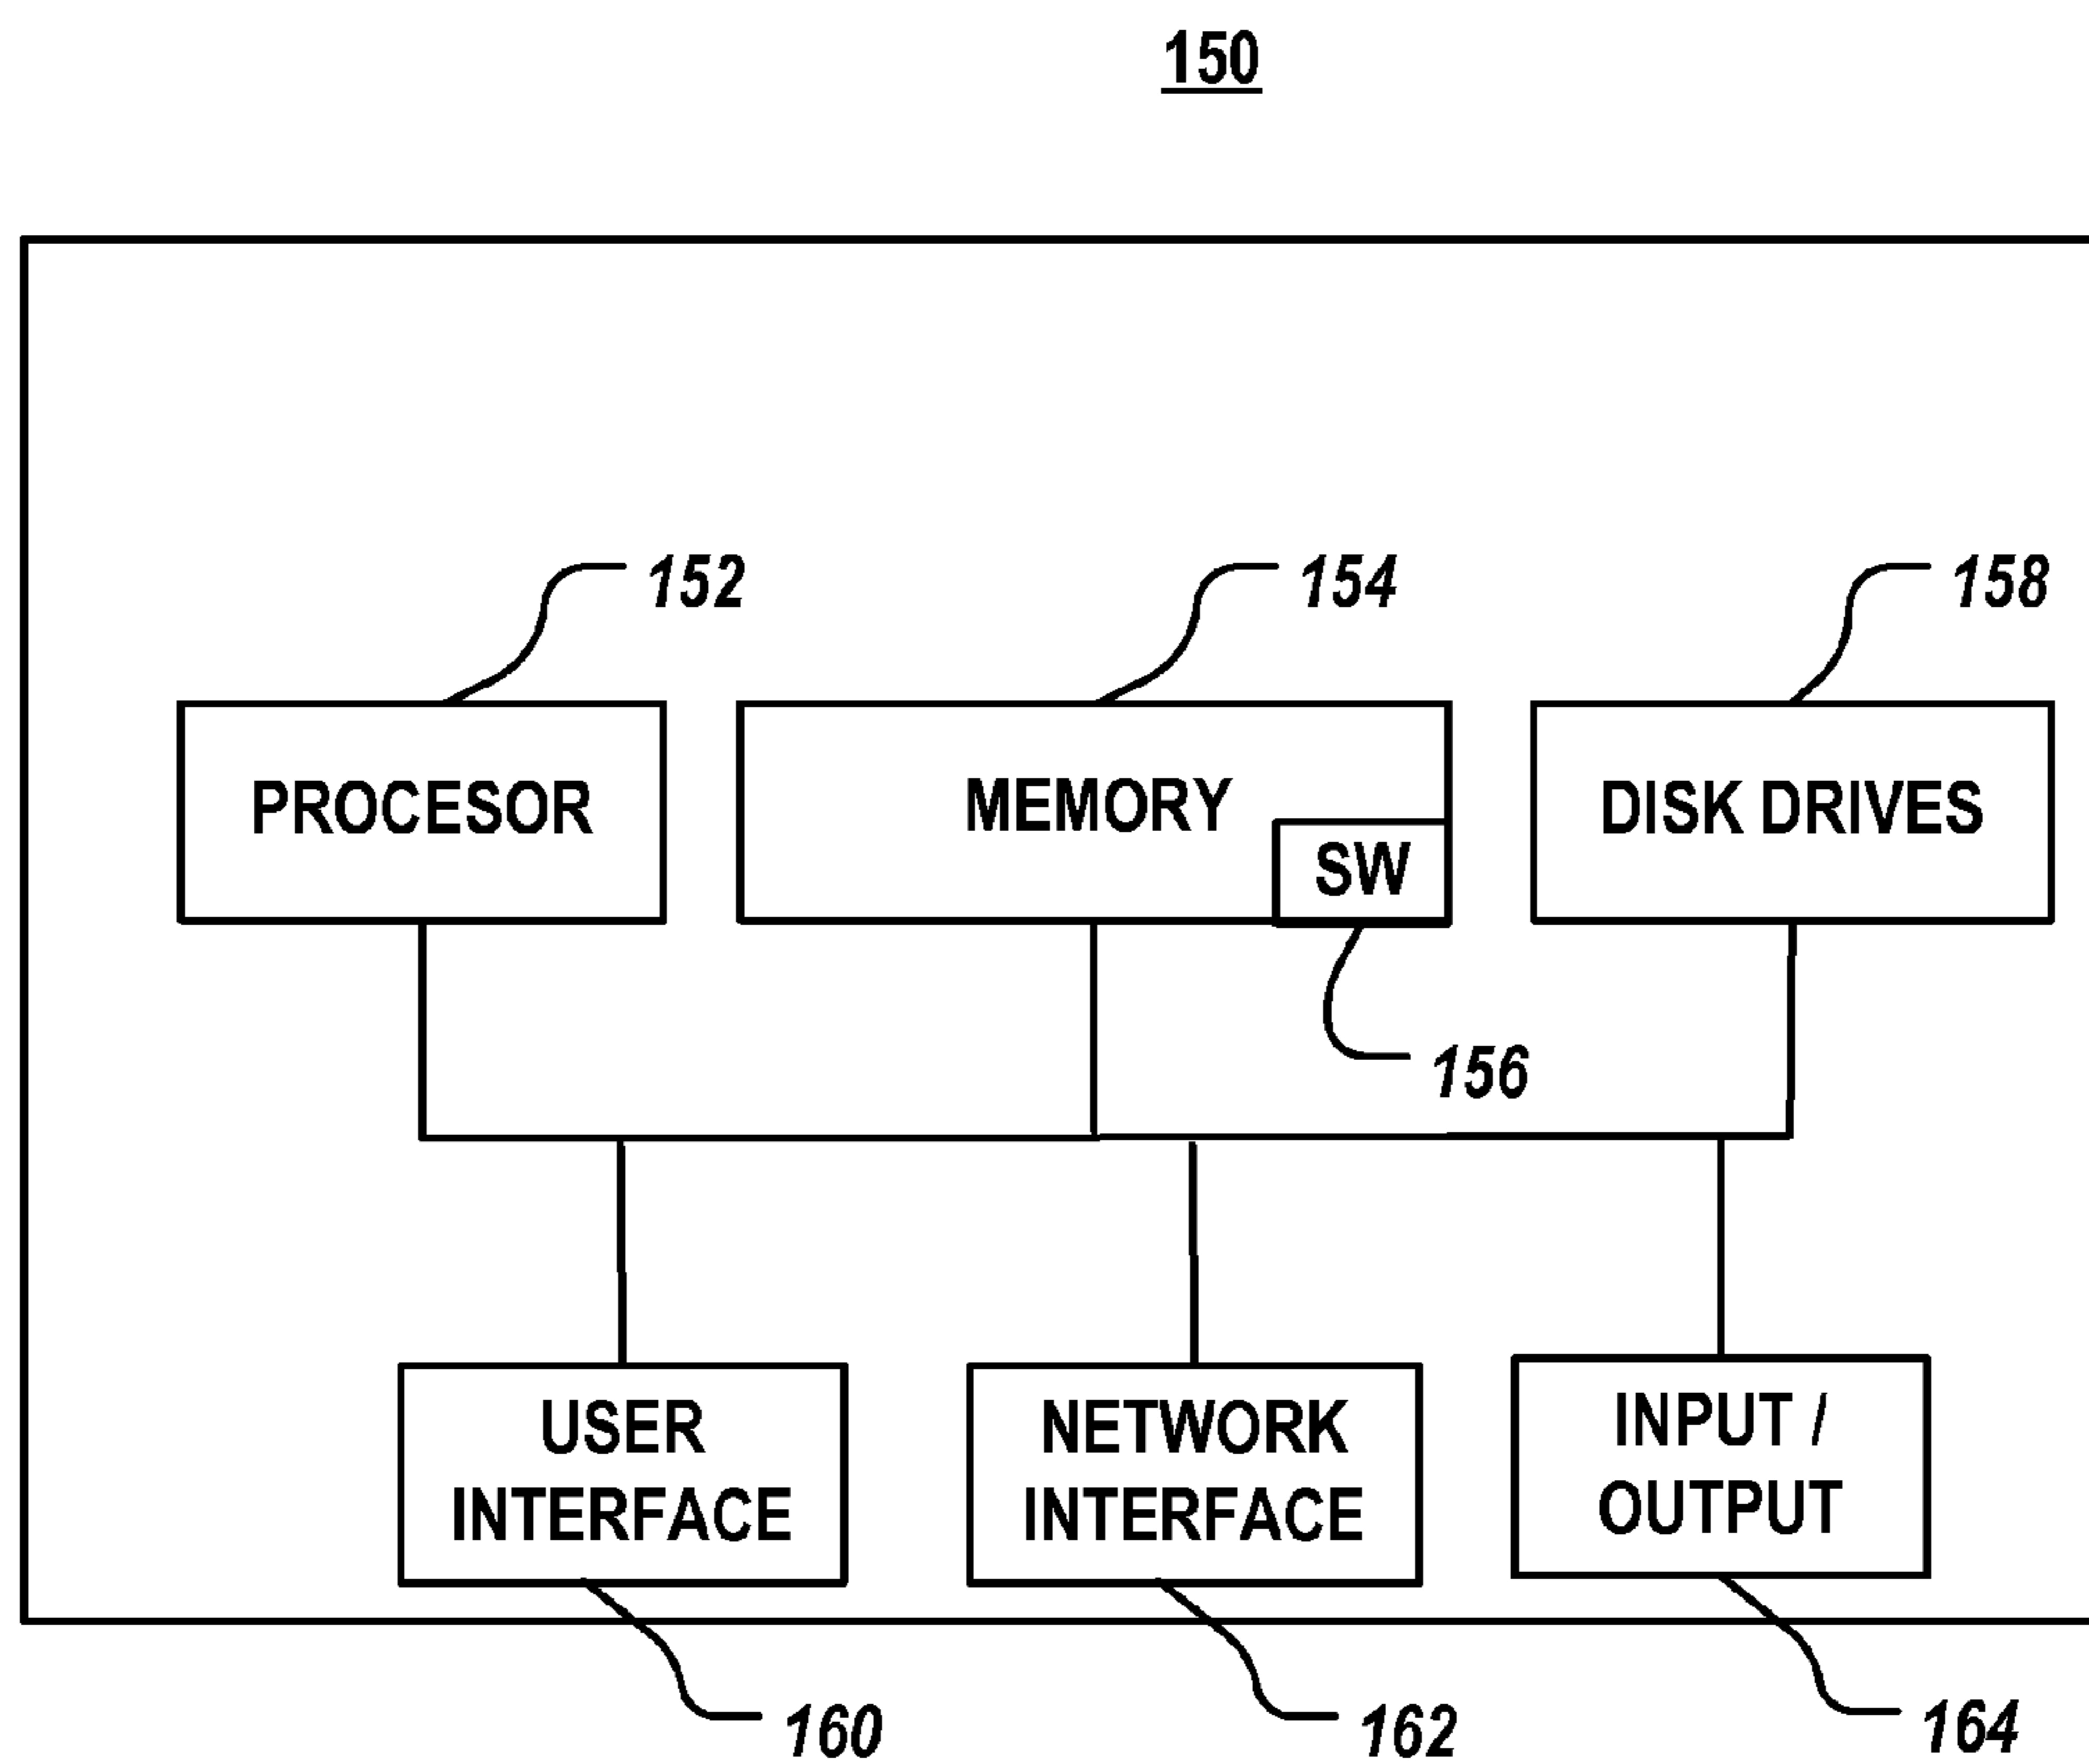 150
152
154
158
PROCESOR
MEMORY
DISK DRIVES
SW
156
USER
INTERFACE
NETWORK
INTERFACE
INPUT /
OUTPUT
160
162
164